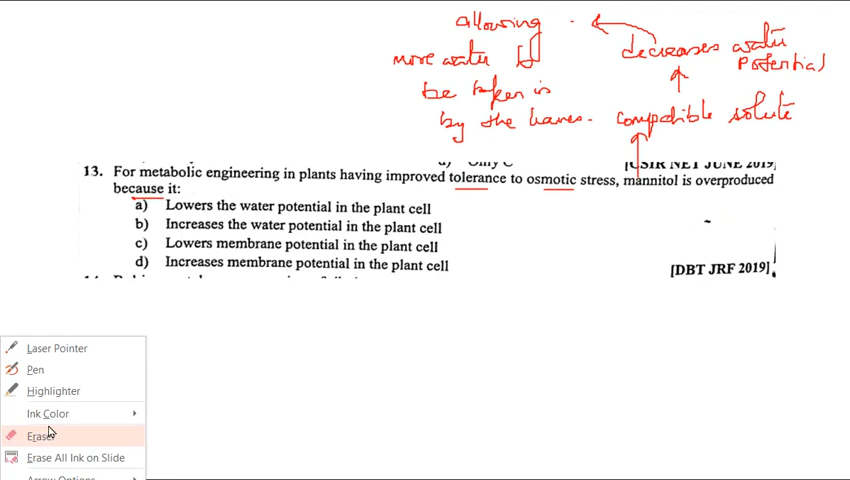 allowing
decreases water
more water
potential
be taken in
by the leaves.
compatible solute
d) Only C [CSIR NET JUNE 2019]
13. For metabolic engineering in plants having improved tolerance to osmotic stress, mannitol is overproduced
because it:
a) Lowers the water potential in the plant cell
b) Increases the water potential in the plant cell
c) Lowers membrane potential in the plant cell
d) Increases membrane potential in the plant cell
[DBT JRF 2019]
Laser Pointer
Pen
Highlighter
Ink Color
Eraser
Erase All Ink on Slide
Arrow Options